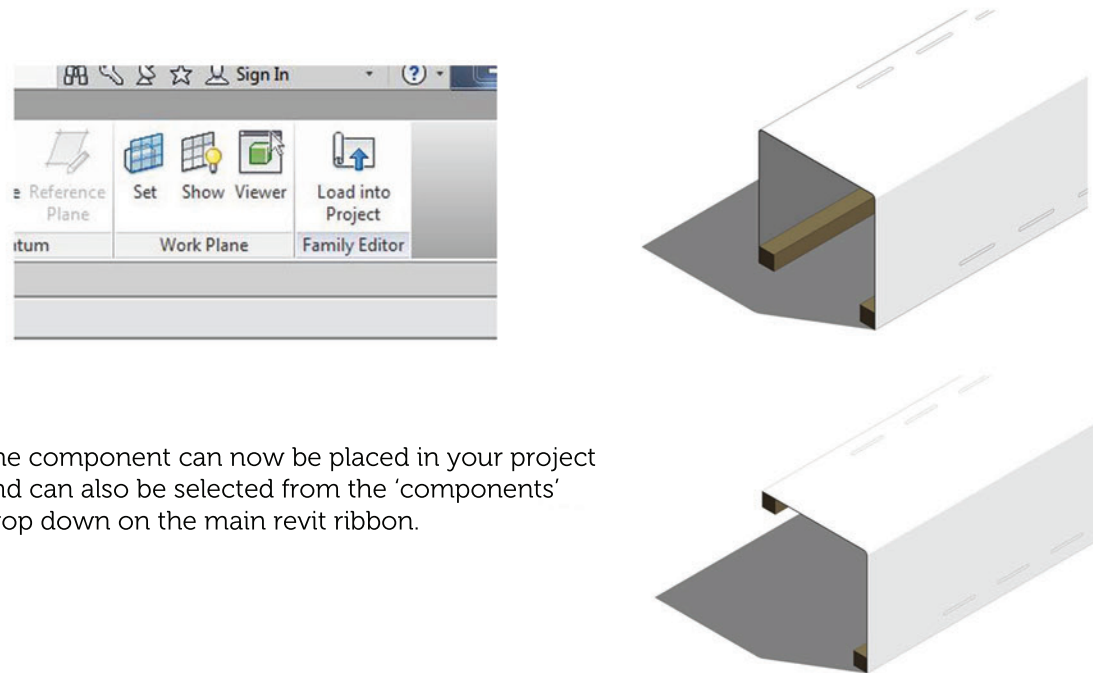 Sign In
Reference Plane
Set Show Viewer
Load into Project
tum Work Plane Family Editor
he component can now be placed in your project
nd can also be selected from the ‘components’
rop down on the main revit ribbon.